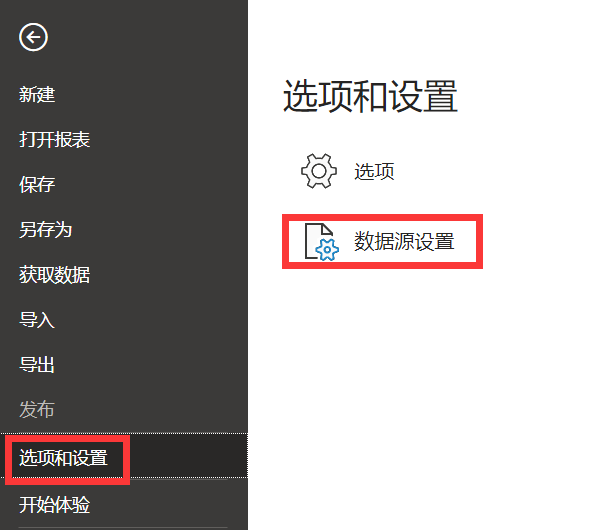 新建
打开报表
保存
另存为
获取数据
导入
导出
发布
选项和设置
开始体验
选项和设置
选项
数据源设置